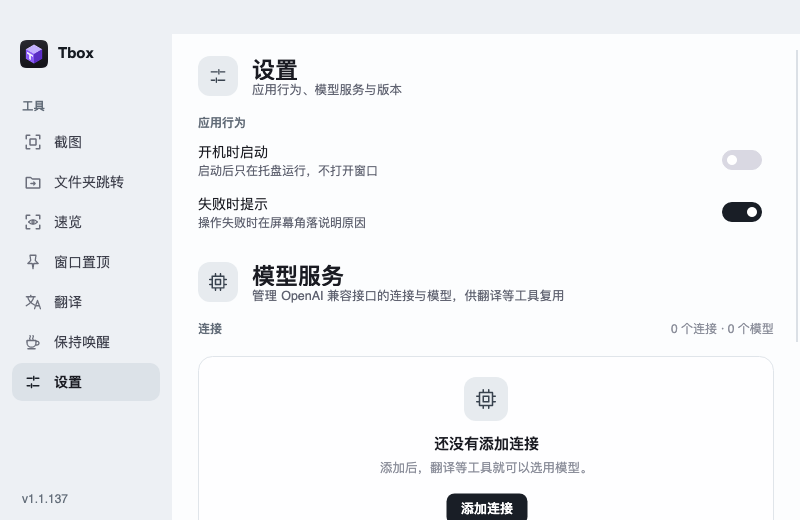 Tbox
工具
截图
文件夹跳转
速览
窗口置顶
翻译
保持唤醒
设置
v1.1.137
设置
应用行为、模型服务与版本
应用行为
开机时启动
启动后只在托盘运行，不打开窗口
失败时提示
操作失败时在屏幕角落说明原因
模型服务
管理 OpenAI 兼容接口的连接与模型，供翻译等工具复用
连接
0 个连接 · 0 个模型
还没有添加连接
添加后，翻译等工具就可以选用模型。
添加连接